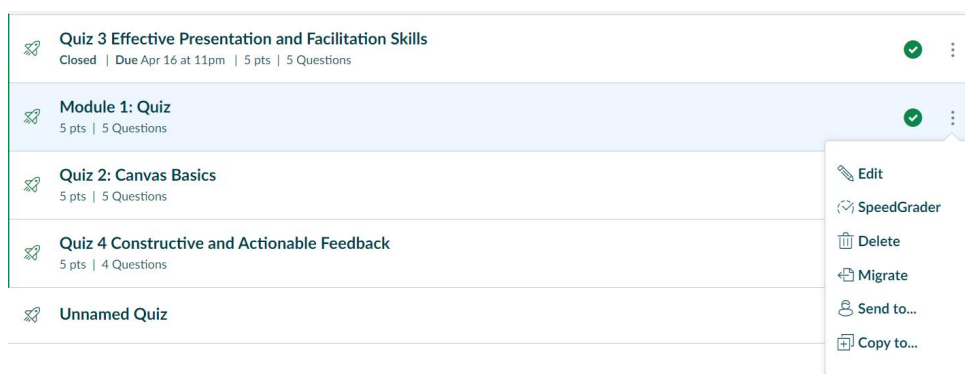 Quiz 3 Effective Presentation and Facilitation Skills
Closed | Due Apr 16 at 11pm | 5 pts | 5 Questions
Module 1: Quiz
5 pts | 5 Questions
Quiz 2: Canvas Basics
5 pts | 5 Questions
Quiz 4 Constructive and Actionable Feedback
5 pts | 4 Questions
Unnamed Quiz
Edit
SpeedGrader
Delete
Migrate
Send to...
Copy to...